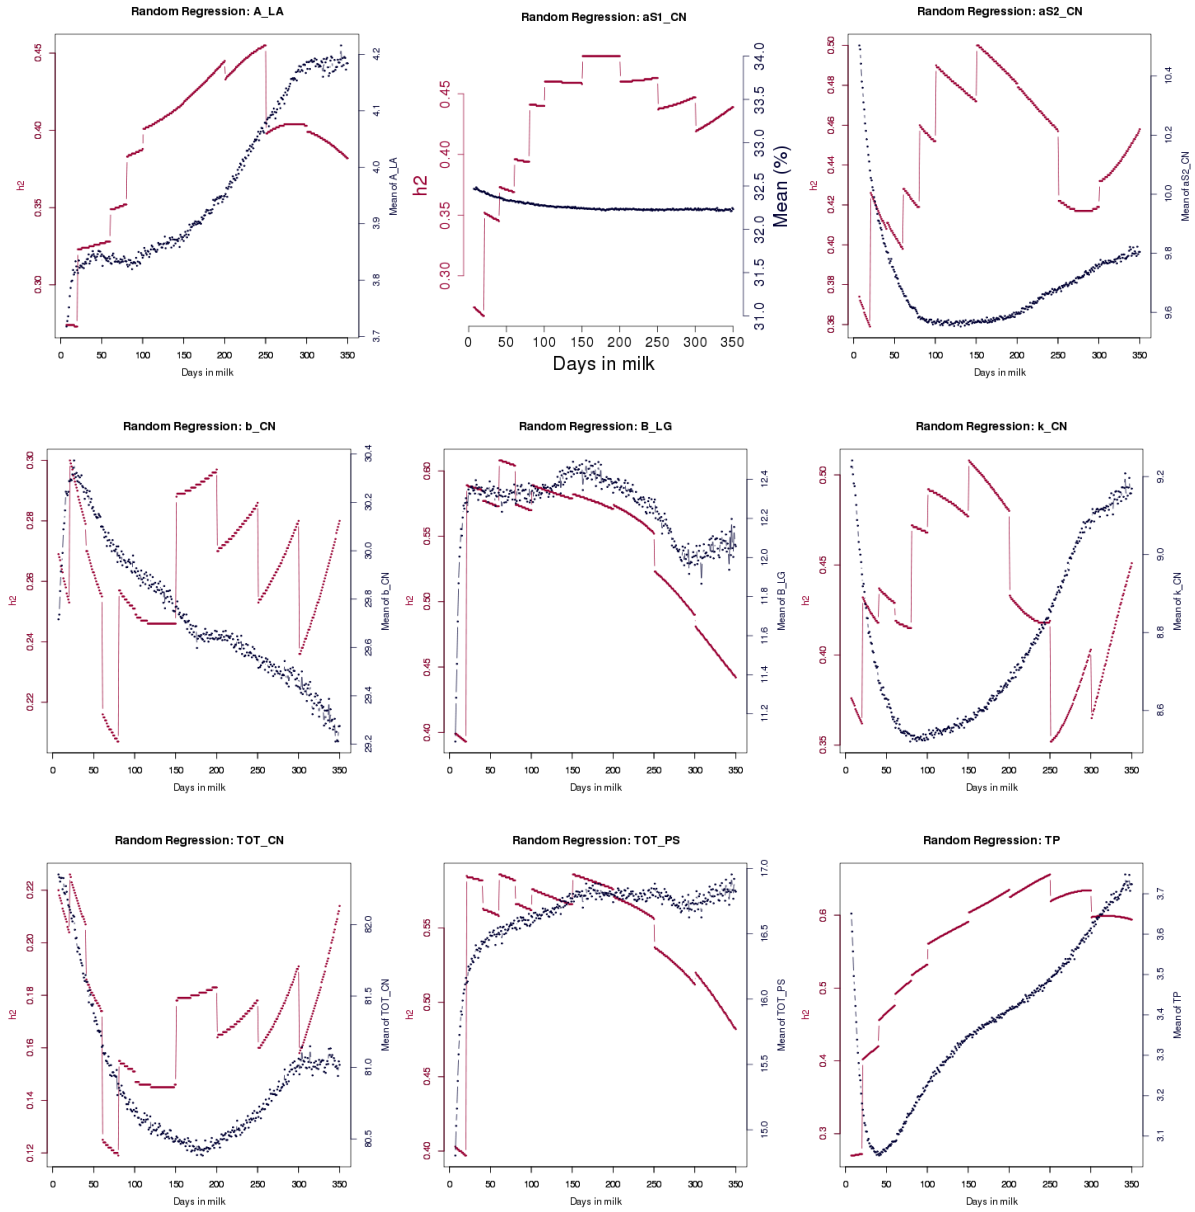 Random Regression: A_LA
0.45
0.40
0.35
0.30
h2
4.2
4.1
4.0
3.9
3.8
3.7
Mean of A_LA
0 50 100 150 200 250 300 350
Days in milk
Random Regression: aS1_CN
0.45
0.40
0.35
0.30
h2
34.0
33.5
33.0
32.5
32.0
31.5
31.0
Mean (%)
0 50 100 150 200 250 300 350
Days in milk
Random Regression: aS2_CN
0.50
0.48
0.46
0.44
0.42
0.40
0.38
0.36
h2
10.4
10.2
10.0
9.8
9.6
Mean of aS2_CN
0 50 100 150 200 250 300 350
Days in milk
Random Regression: b_CN
0.30
0.28
0.26
0.24
0.22
h2
30.4
30.2
30.0
29.8
29.6
29.4
29.2
Mean of b_CN
0 50 100 150 200 250 300 350
Days in milk
Random Regression: B_LG
0.60
0.55
0.50
0.45
0.40
h2
12.4
12.2
12.0
11.8
11.6
11.4
11.2
Mean of B_LG
0 50 100 150 200 250 300 350
Days in milk
Random Regression: k_CN
0.50
0.45
0.40
0.35
h2
9.2
9.0
8.8
8.6
Mean of k_CN
0 50 100 150 200 250 300 350
Days in milk
Random Regression: TOT_CN
0.22
0.20
0.18
0.16
0.14
0.12
h2
82.0
81.5
81.0
80.5
Mean of TOT_CN
0 50 100 150 200 250 300 350
Days in milk
Random Regression: TOT_PS
0.55
0.50
0.45
0.40
h2
17.0
16.5
16.0
15.5
15.0
Mean of TOT_PS
0 50 100 150 200 250 300 350
Days in milk
Random Regression: TP
0.6
0.5
0.4
0.3
h2
3.7
3.6
3.5
3.4
3.3
3.2
3.1
Mean of TP
0 50 100 150 200 250 300 350
Days in milk